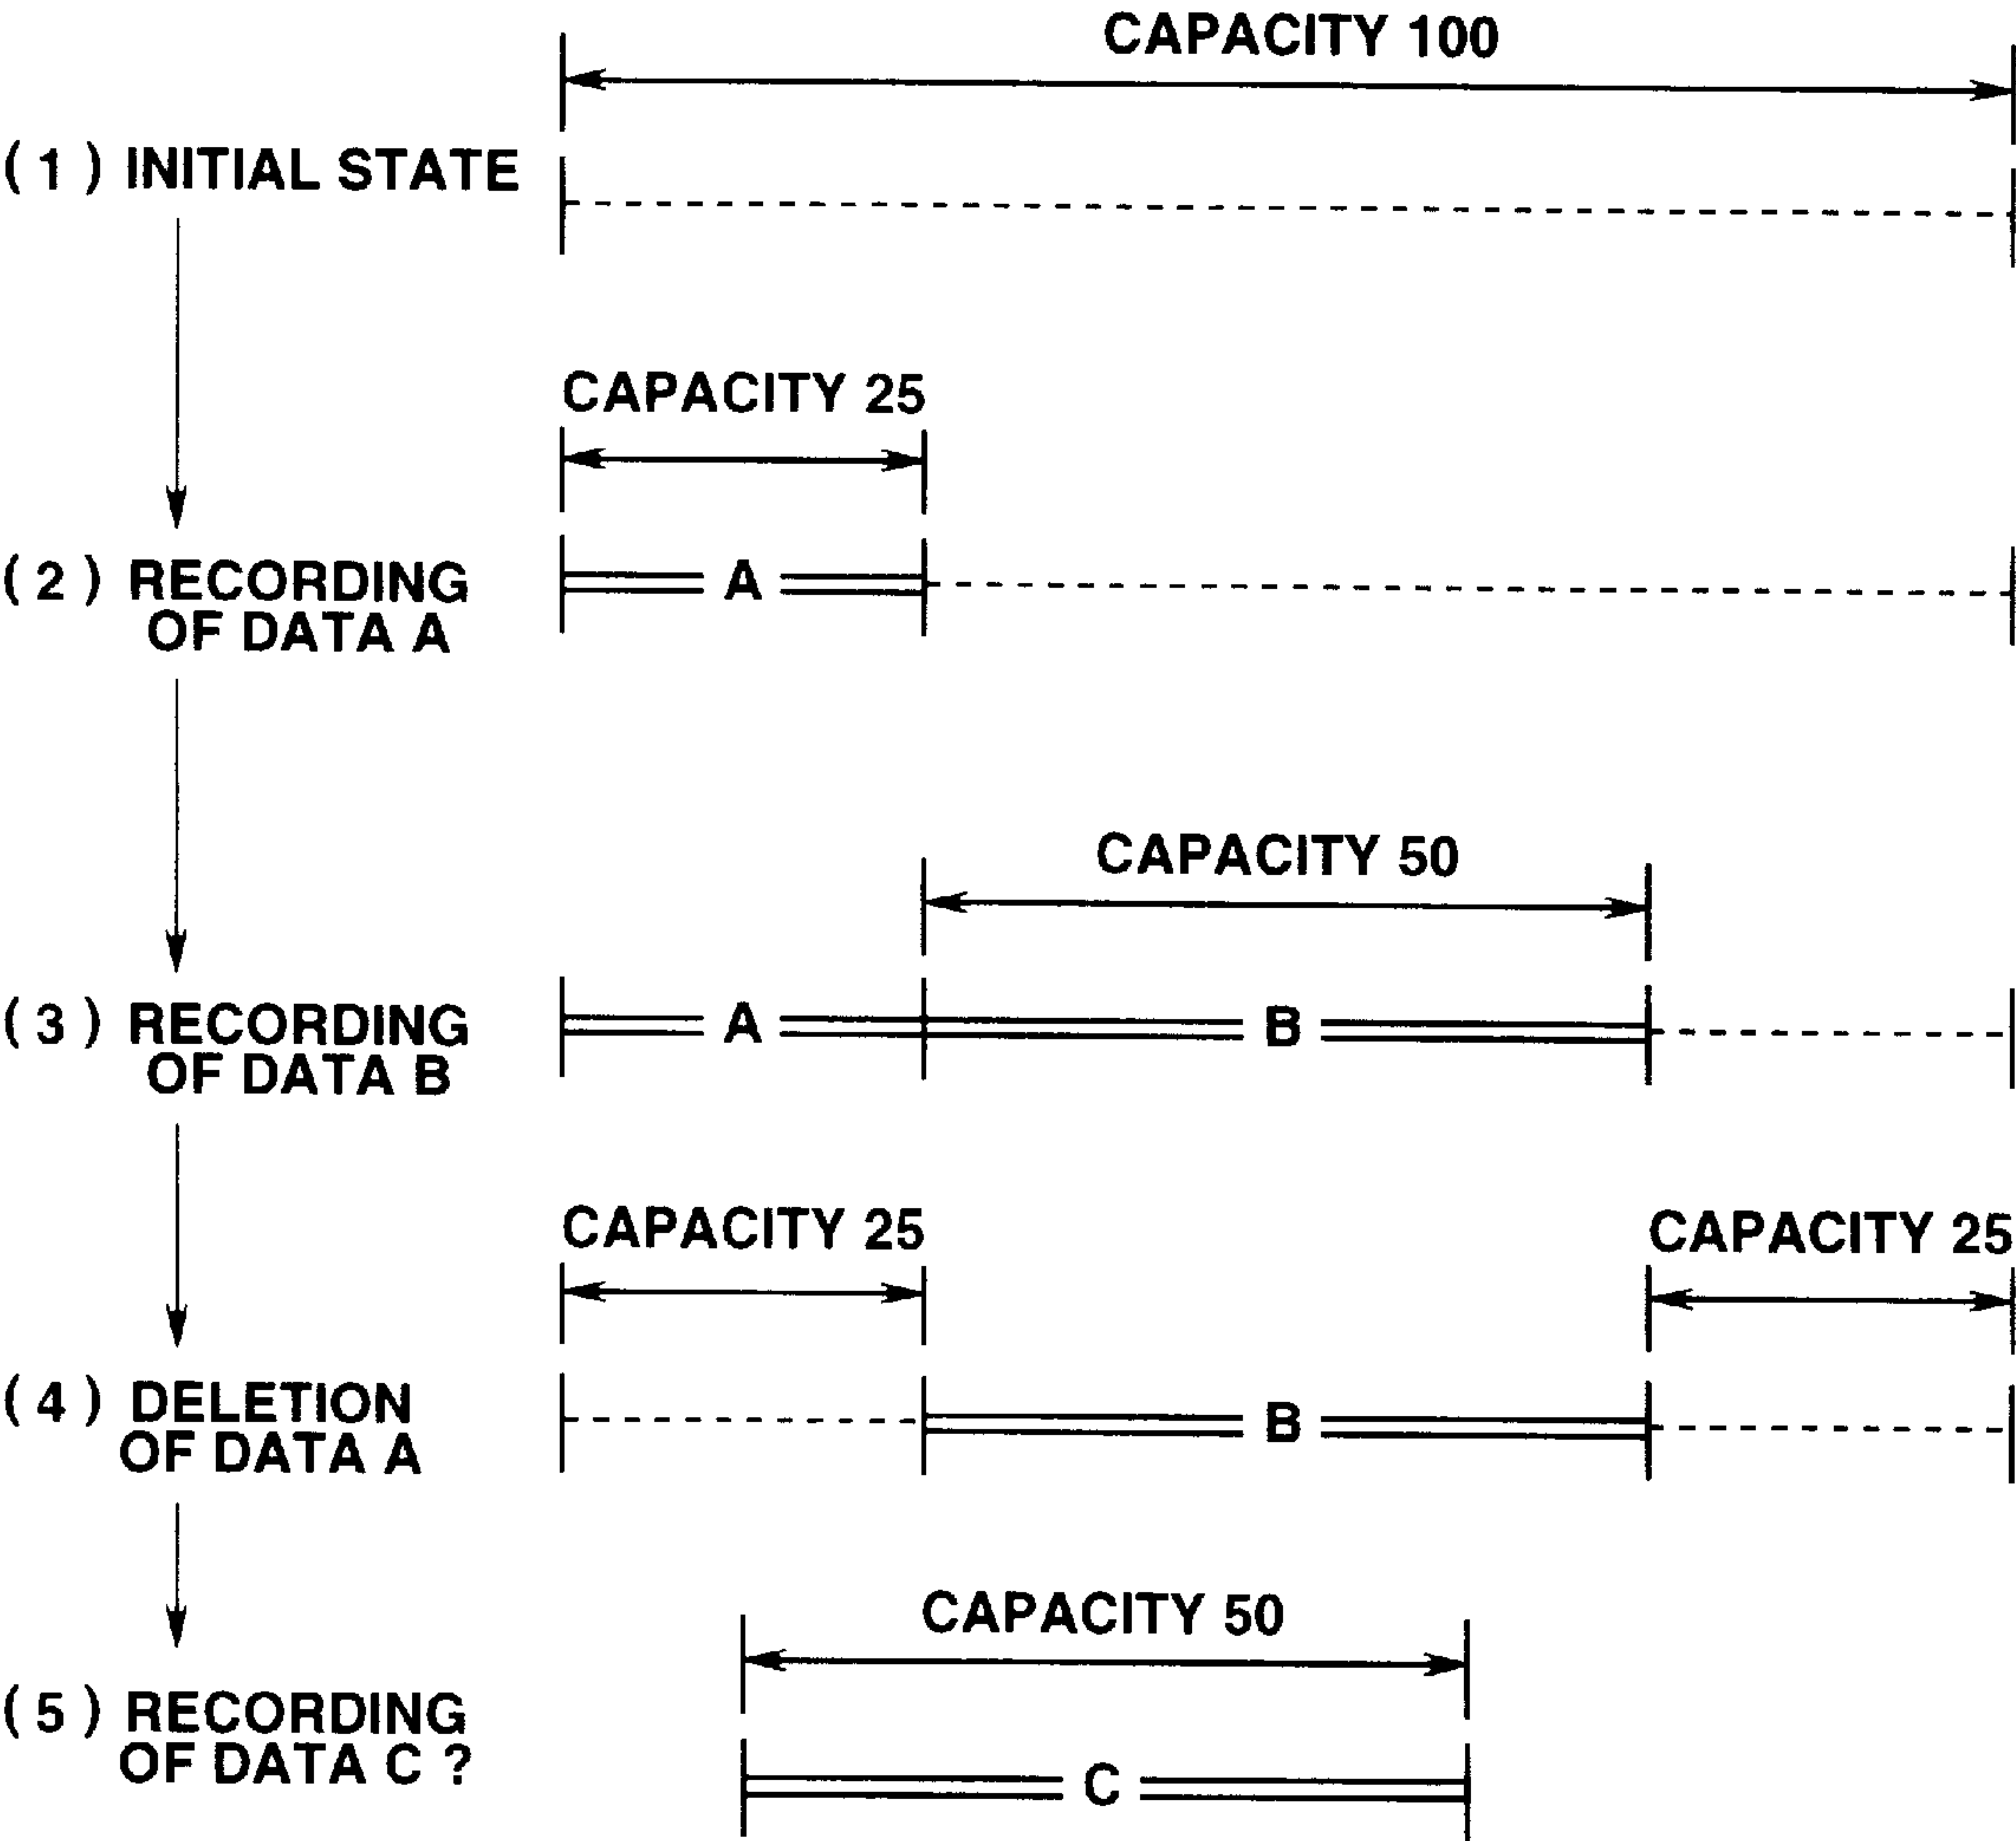 CAPACITY 100
( 1 ) INITIAL STATE
CAPACITY 25
( 2 ) RECORDING
OF DATA A
A
CAPACITY 50
( 3 ) RECORDING
OF DATA B
A
B
CAPACITY 25
CAPACITY 25
( 4 ) DELETION
OF DATA A
B
CAPACITY 50
( 5 ) RECORDING
OF DATA C ?
C